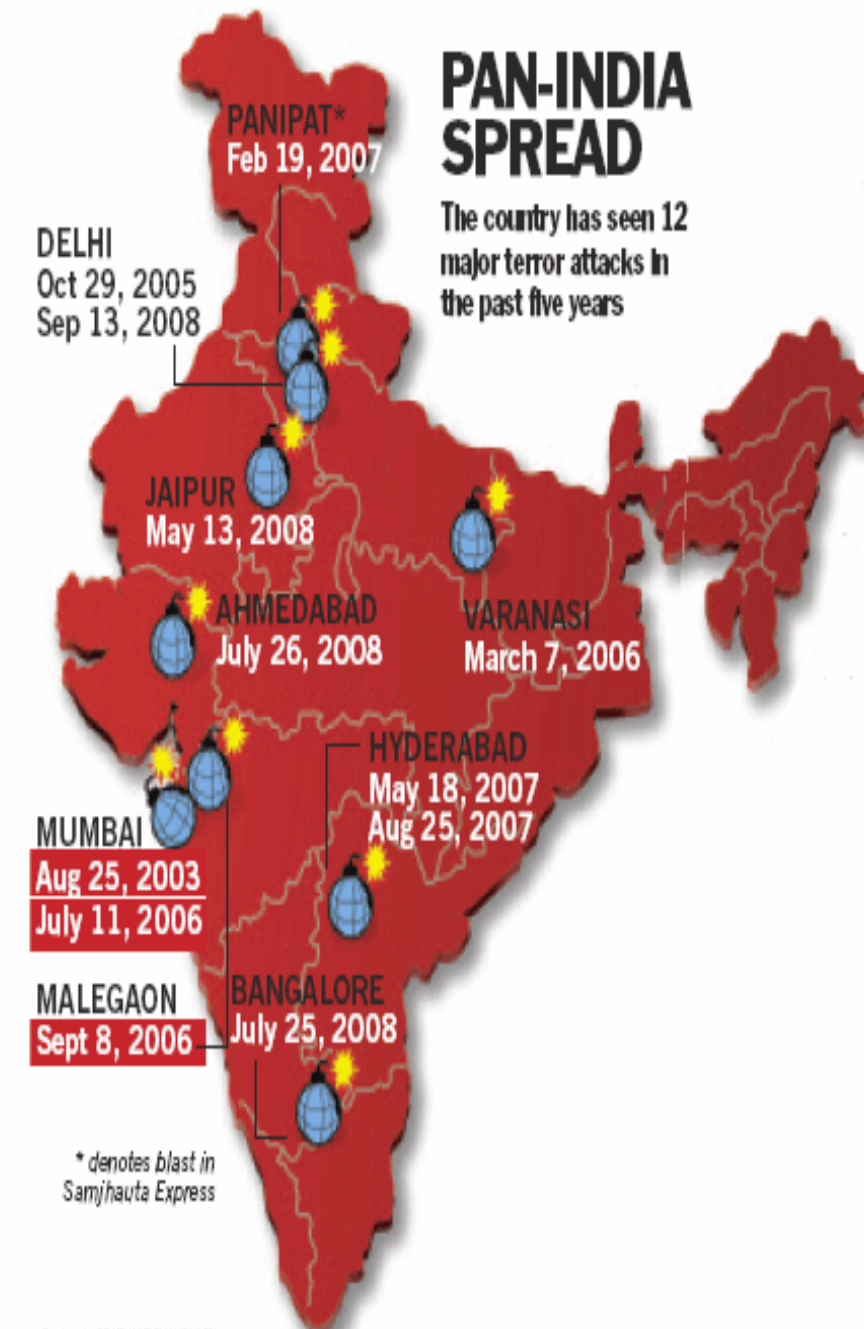 PAN-INDIA
SPREAD
The country has seen 12
major terror attacks in
the past five years
PANIPAT*
Feb 19, 2007
DELHI
Oct 29, 2005
Sep 13, 2008
JAIPUR
May 13, 2008
AHMEDABAD
July 26, 2008
VARANASI
March 7, 2006
HYDERABAD
May 18, 2007
Aug 25, 2007
MUMBAI
Aug 25, 2003
July 11, 2006
MALEGAON
Sept 8, 2006
BANGALORE
July 25, 2008
* denotes blast in
Samjhauta Express